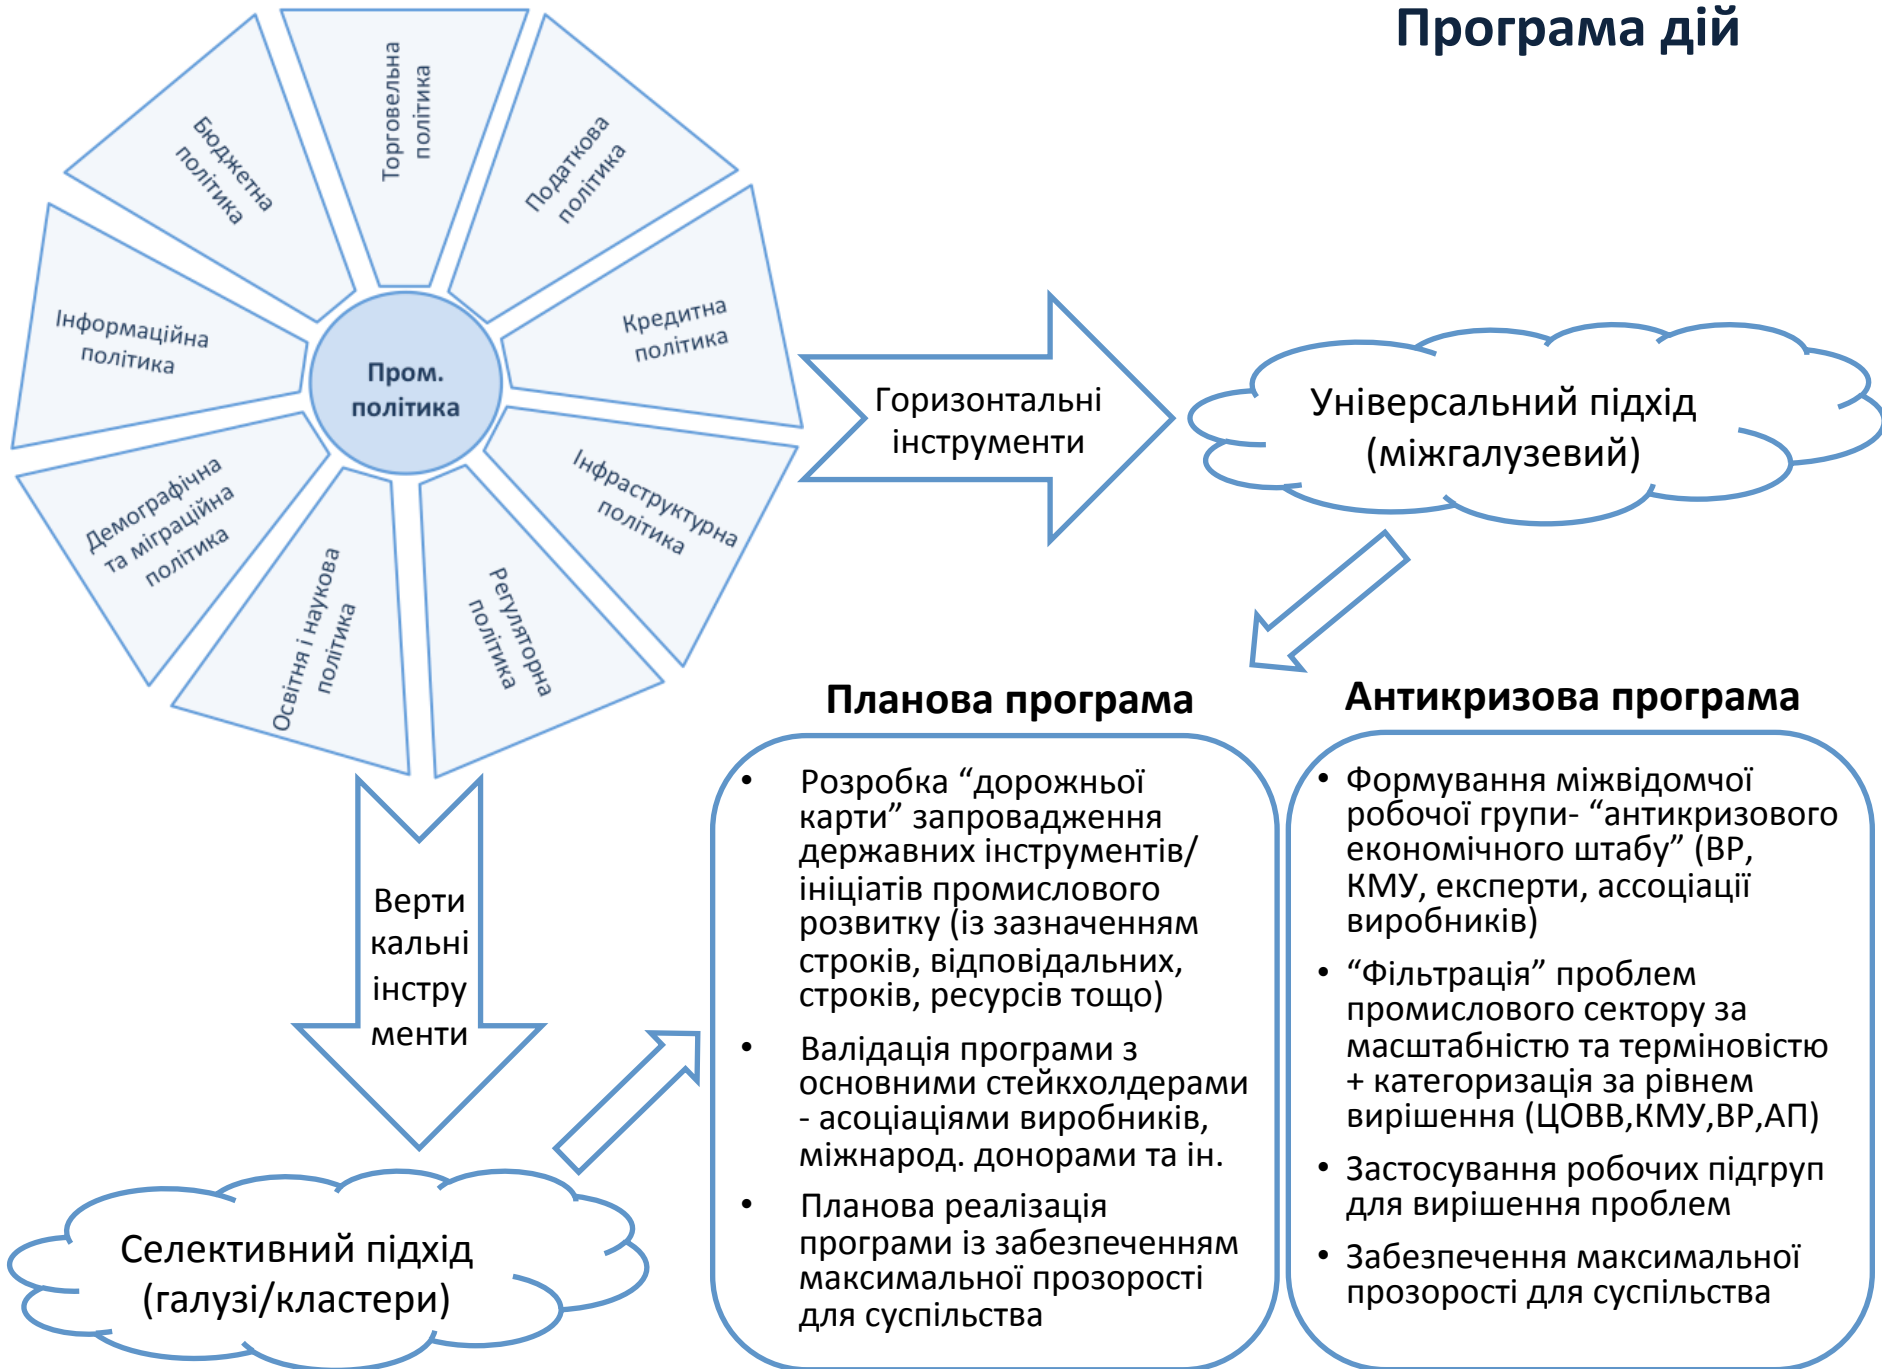 Програма дій
Торговельна
політика
Податкова
політика
Кредитна
політика
Інфраструктурна
політика
Регуляторна
політика
Освітня і наукова
політика
Демографічна
та міграційна
політика
Інформаційна
політика
Бюджетна
політика
Пром.
політика
Горизонтальні
інструменти
Універсальний підхід
(міжгалузевий)
Верти
кальні
інстру
менти
Селективний підхід
(галузі/кластери)
Планова програма
• Розробка “дорожньої
карти” запровадження
державних інструментів/
ініціатів промислового
розвитку (із зазначенням
строків, відповідальних,
строків, ресурсів тощо)
• Валідація програми з
основними стейкхолдерами
- асоціаціями виробників,
міжнарод. донорами та ін.
• Планова реалізація
програми із забезпеченням
максимальної прозорості
для суспільства
Антикризова програма
• Формування міжвідомчої
робочої групи- “антикризового
економічного штабу” (ВР,
КМУ, експерти, ассоціації
виробників)
• “Фільтрація” проблем
промислового сектору за
масштабністю та терміновістю
+ категоризація за рівнем
вирішення (ЦОВВ,КМУ,ВР,АП)
• Застосування робочих підгруп
для вирішення проблем
• Забезпечення максимальної
прозорості для суспільства